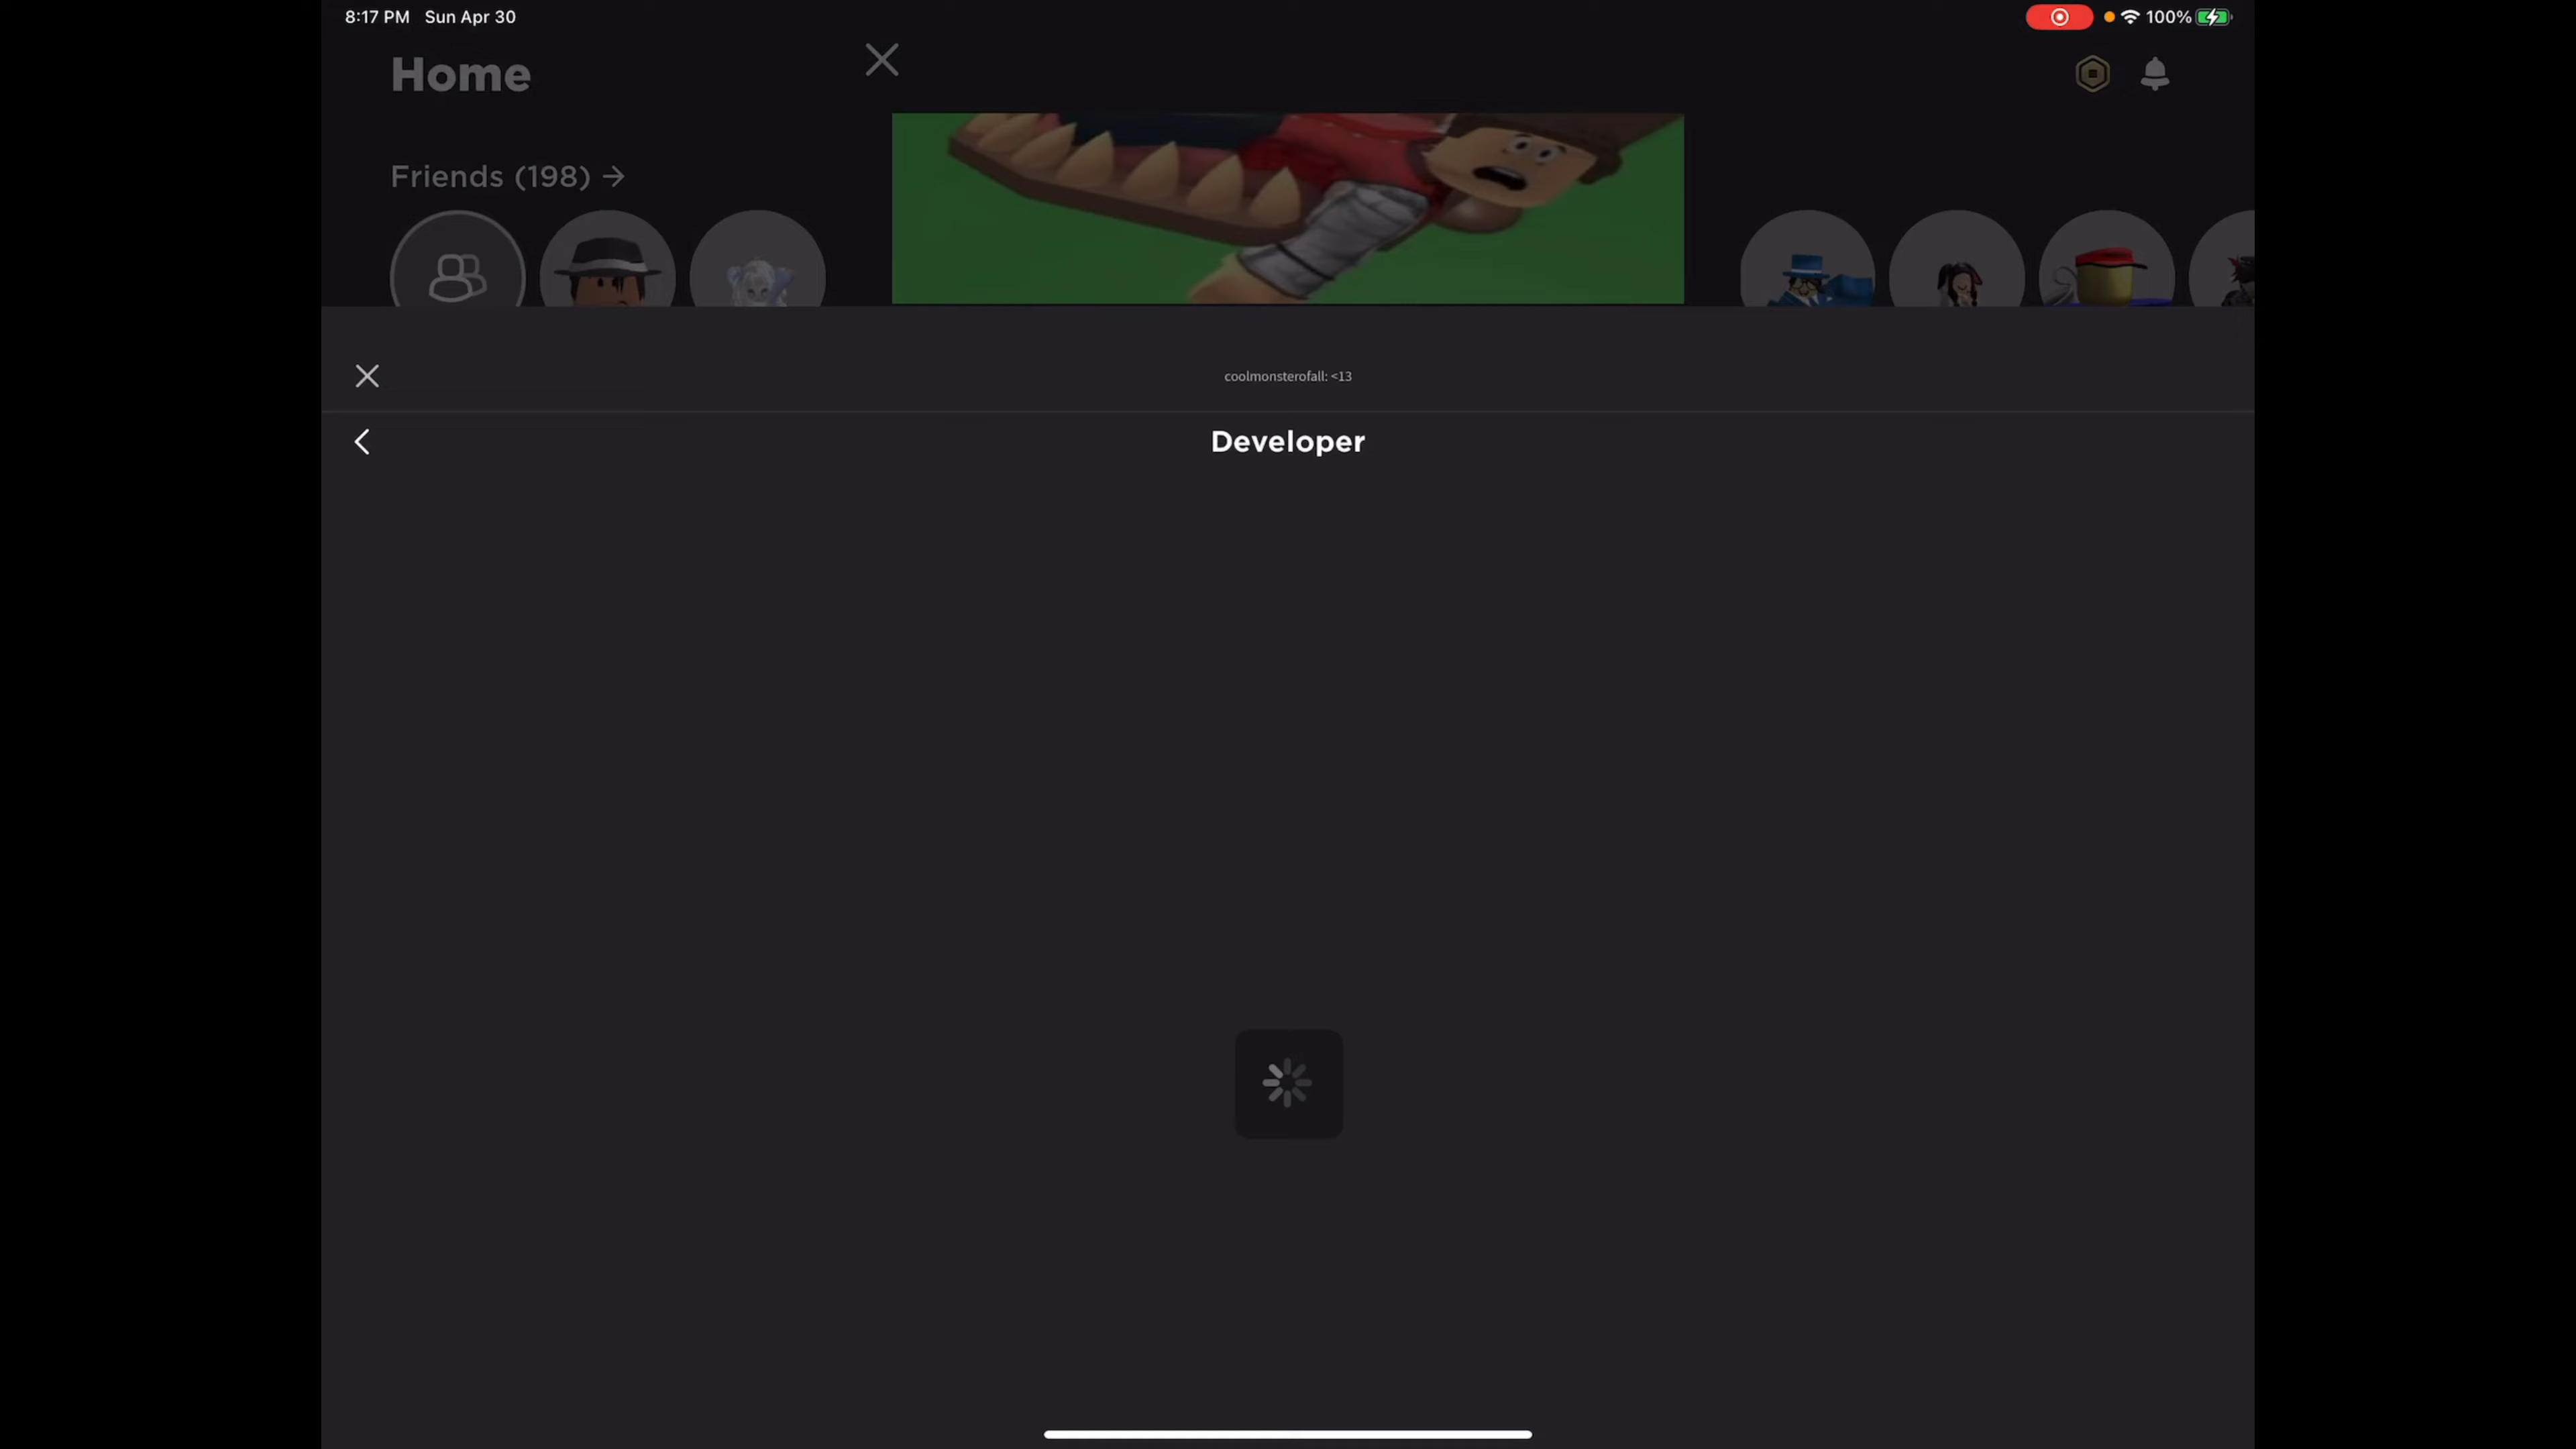 8:17 PM Sun Apr 30
100%
Home
Friends (198) →
coolmonsterofall: <13
Developer